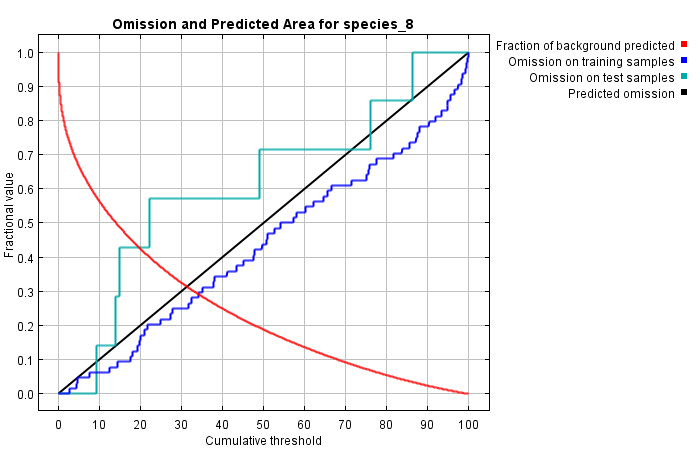 Omission and Predicted Area for species_8
Fraction of background predicted
Omission on training samples
Omission on test samples
Predicted omission
Fractional value
1.0
0.9
0.8
0.7
0.6
0.5
0.4
0.3
0.2
0.1
0.0
0 10 20 30 40 50 60 70 80 90 100
Cumulative threshold